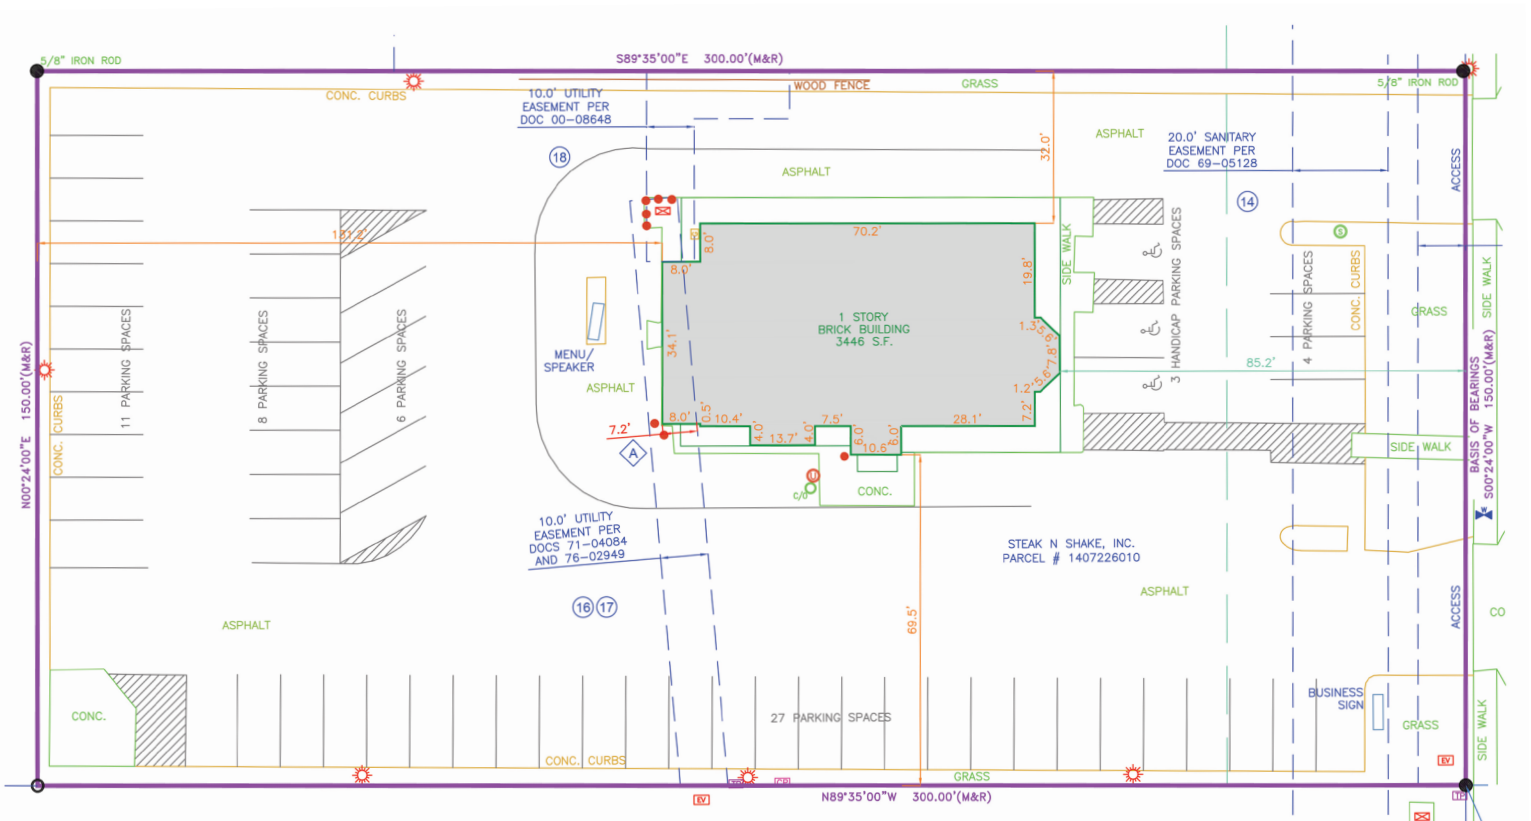 5/8" IRON ROD
S89°35'00"E 300.00'(M&R)
5/8" IRON ROD
CONC. CURBS
10.0' UTILITY
EASEMENT PER
DOC 00-08648
WOOD FENCE
GRASS
32.0'
ASPHALT
20.0' SANITARY
EASEMENT PER
DOC 69-05128
ACCESS
18
ASPHALT
14
131.2'
8.0'
8.0'
70.2'
19.8'
SIDE WALK
3 HANDICAP PARKING SPACES
4 PARKING SPACES
CONC. CURBS
S
GRASS
SIDE WALK
N00°24'00"E 150.00'(M&R)
CONC. CURBS
11 PARKING SPACES
8 PARKING SPACES
6 PARKING SPACES
MENU/
SPEAKER
ASPHALT
34.1'
1 STORY
BRICK BUILDING
3446 S.F.
1.3'
5.9'
7.8'
5.6'
1.2'
7.2'
85.2'
BASIS OF BEARINGS
S00°24'00"W 150.00'(M&R)
7.2'
8.0'
0.5'
10.4'
4.0'
13.7'
4.0'
7.5'
6.0'
10.6'
6.0'
28.1'
A
SIDE WALK
C/O
CONC.
W
10.0' UTILITY
EASEMENT PER
DOCS 71-04084
AND 76-02949
STEAK N SHAKE, INC.
PARCEL # 1407226010
16
17
69.5'
ASPHALT
ACCESS
CO
ASPHALT
CONC.
27 PARKING SPACES
BUSINESS
SIGN
GRASS
SIDE WALK
CONC. CURBS
GRASS
EV
CP
EV
TP
N89°35'00"W 300.00'(M&R)